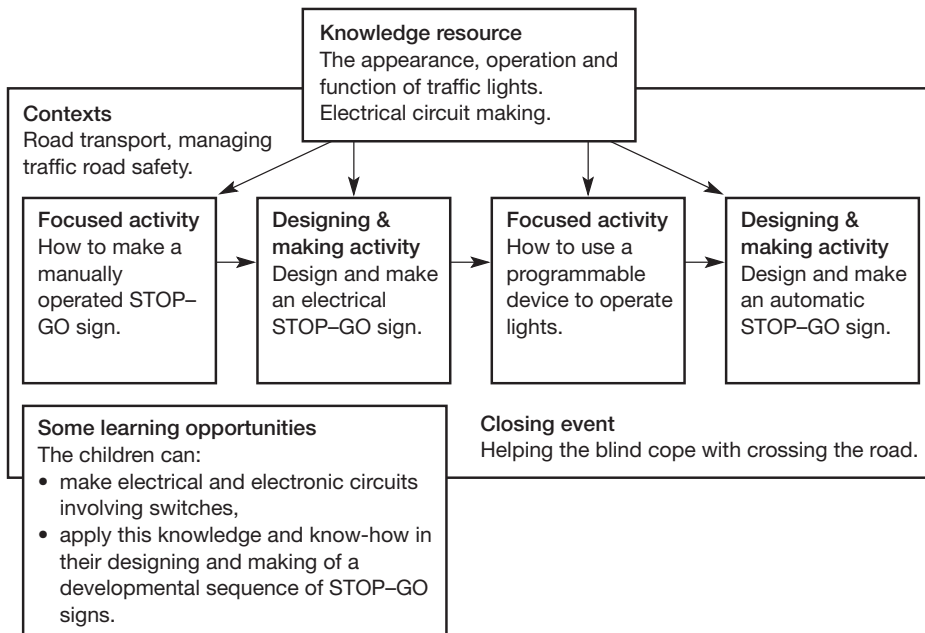 Knowledge resource
The appearance, operation and
function of traffic lights.
Electrical circuit making.
Contexts
Road transport, managing
traffic road safety.
Focused activity
How to make a
manually
operated STOP–
GO sign.
Designing &
making activity
Design and make
an electrical
STOP–GO sign.
Focused activity
How to use a
programmable
device to operate
lights.
Designing &
making activity
Design and make
an automatic
STOP–GO sign.
Some learning opportunities
The children can:
• make electrical and electronic circuits
involving switches,
• apply this knowledge and know-how in
their designing and making of a
developmental sequence of STOP–GO
signs.
Closing event
Helping the blind cope with crossing the road.